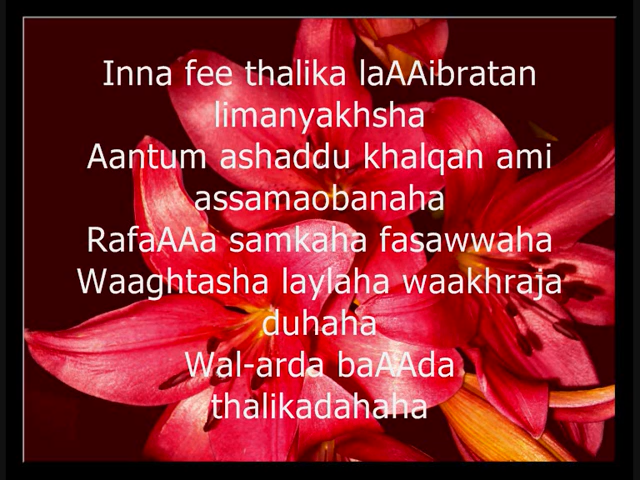 Inna fee thalika laAAibratan
limanyakhsha
Aantum ashaddu khalqan ami
assamaobanaha
RafaAAa samkaha fasawwaha
Waaghtasha laylaha waakhraja
duhaha
Wal-arda baAAda
thalikadahaha